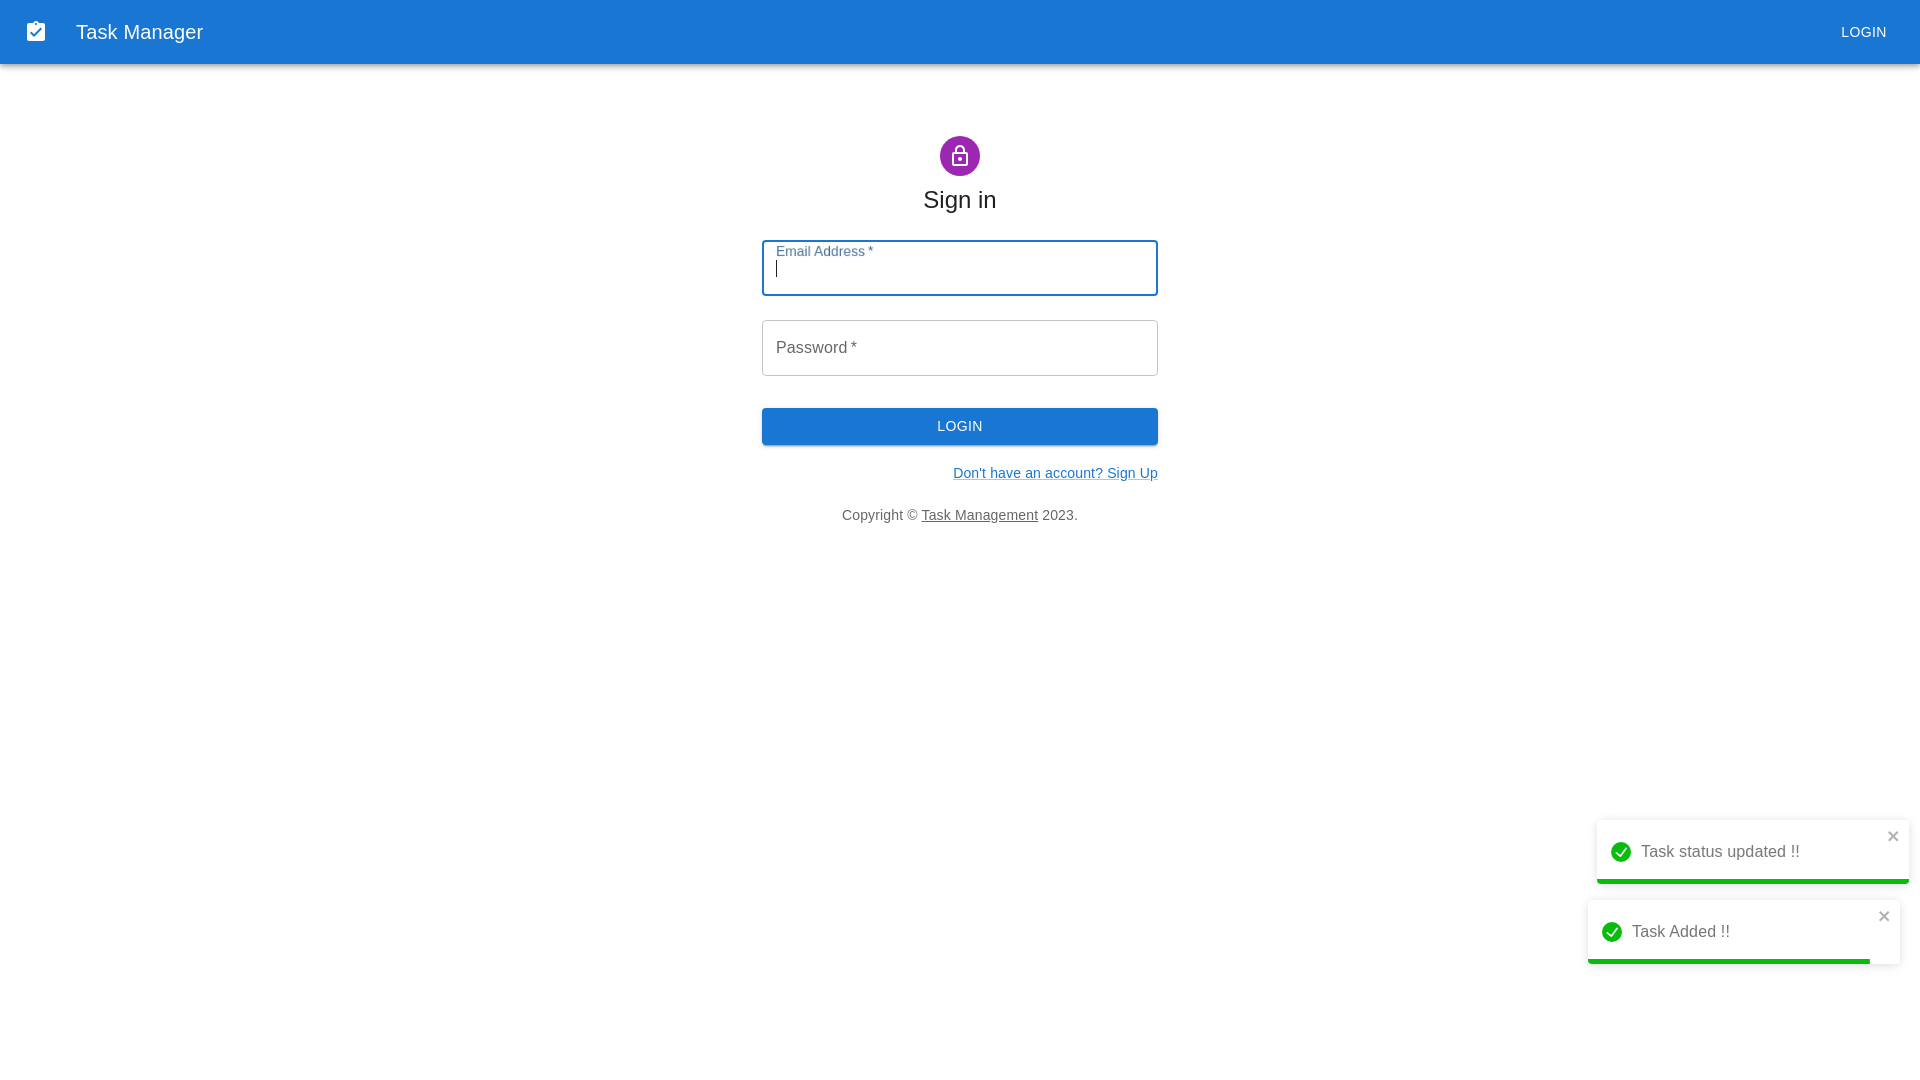 Task Manager
LOGIN
Sign in
Email Address *
Password *
LOGIN
Don't have an account? Sign Up
Copyright © Task Management 2023.
Task status updated !!
Task Added !!